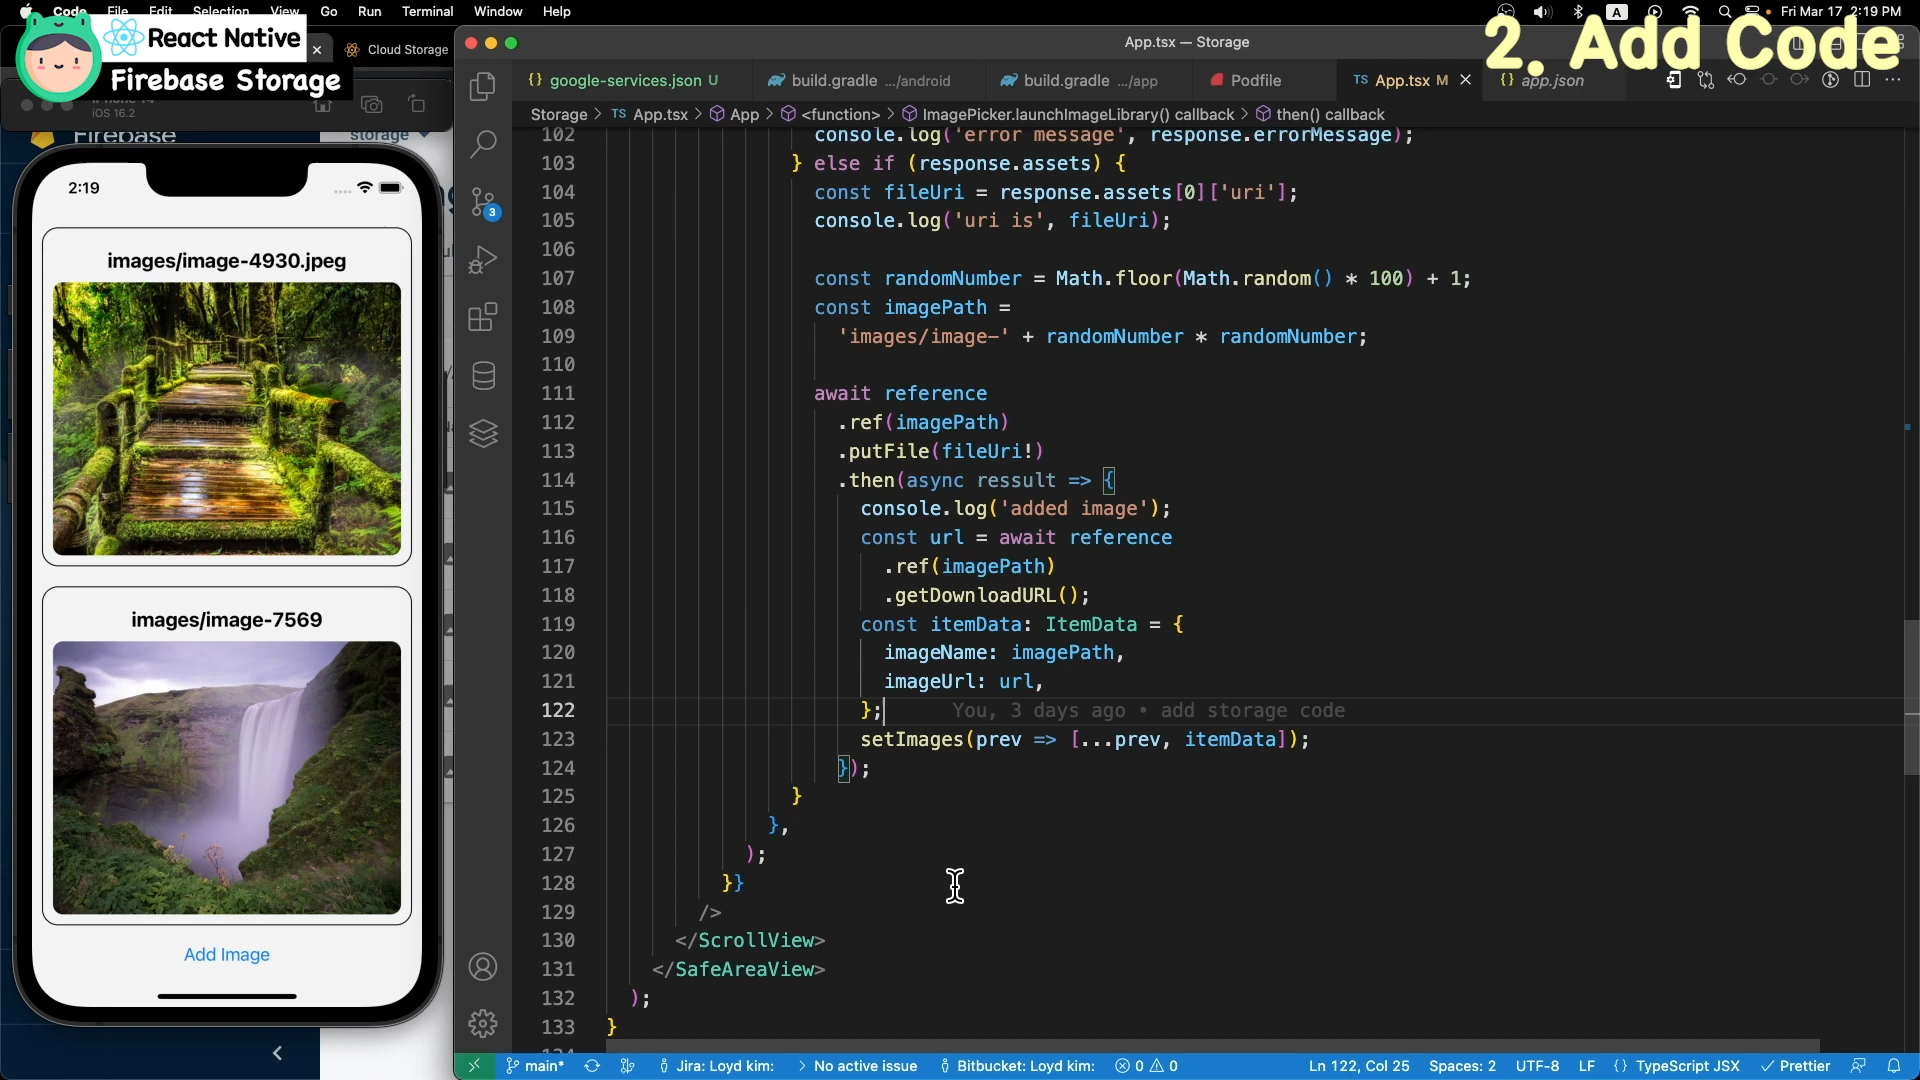 Code File Edit Selection View Go Run Terminal Window Help
A Fri Mar 17 2:19 PM
React Native
Firebase Storage
2. Add Code
Cloud Storage
App.tsx — Storage
iOS 16.2
Firebase
storage
google-services.json U
build.gradle .../android
build.gradle .../app
Podfile
TS App.tsx M
app.json
Storage > TS App.tsx > App > <function> > ImagePicker.launchImageLibrary() callback > then() callback
2:19
images/image-4930.jpeg
images/image-7569
Add Image
3
102 console.log('error message', response.errorMessage);
103 } else if (response.assets) {
104 const fileUri = response.assets[0]['uri'];
105 console.log('uri is', fileUri);
106
107 const randomNumber = Math.floor(Math.random() * 100) + 1;
108 const imagePath =
109 'images/image-' + randomNumber * randomNumber;
110
111 await reference
112 .ref(imagePath)
113 .putFile(fileUri!)
114 .then(async ressult => {
115 console.log('added image');
116 const url = await reference
117 .ref(imagePath)
118 .getDownloadURL();
119 const itemData: ItemData = {
120 imageName: imagePath,
121 imageUrl: url,
122 }; You, 3 days ago • add storage code
123 setImages(prev => [...prev, itemData]);
124 });
125 }
126 },
127 );
128 }}
129 />
130 </ScrollView>
131 </SafeAreaView>
132 );
133 }
main* Jira: Loyd kim: > No active issue Bitbucket: Loyd kim: 0 0 Ln 122, Col 25 Spaces: 2 UTF-8 LF {} TypeScript JSX Prettier